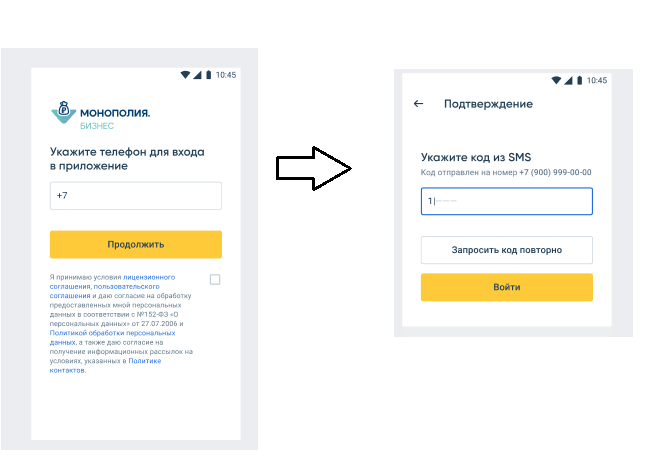 10:45
МОНОПОЛИЯ.
БИЗНЕС
Укажите телефон для входа
в приложение
+7
Продолжить
Я принимаю условия лицензионного
соглашения, пользовательского
соглашения и даю согласие на обработку
предоставленных мной персональных
данных в соответствии с №152-ФЗ «О
персональных данных» от 27.07.2006 и
Политикой обработки персональных
данных, а также даю согласие на
получение информационных рассылок на
условиях, указанных в Политике
контактов.
10:45
Подтверждение
Укажите код из SMS
Код отправлен на номер +7 (900) 999-00-00
1
Запросить код повторно
Войти